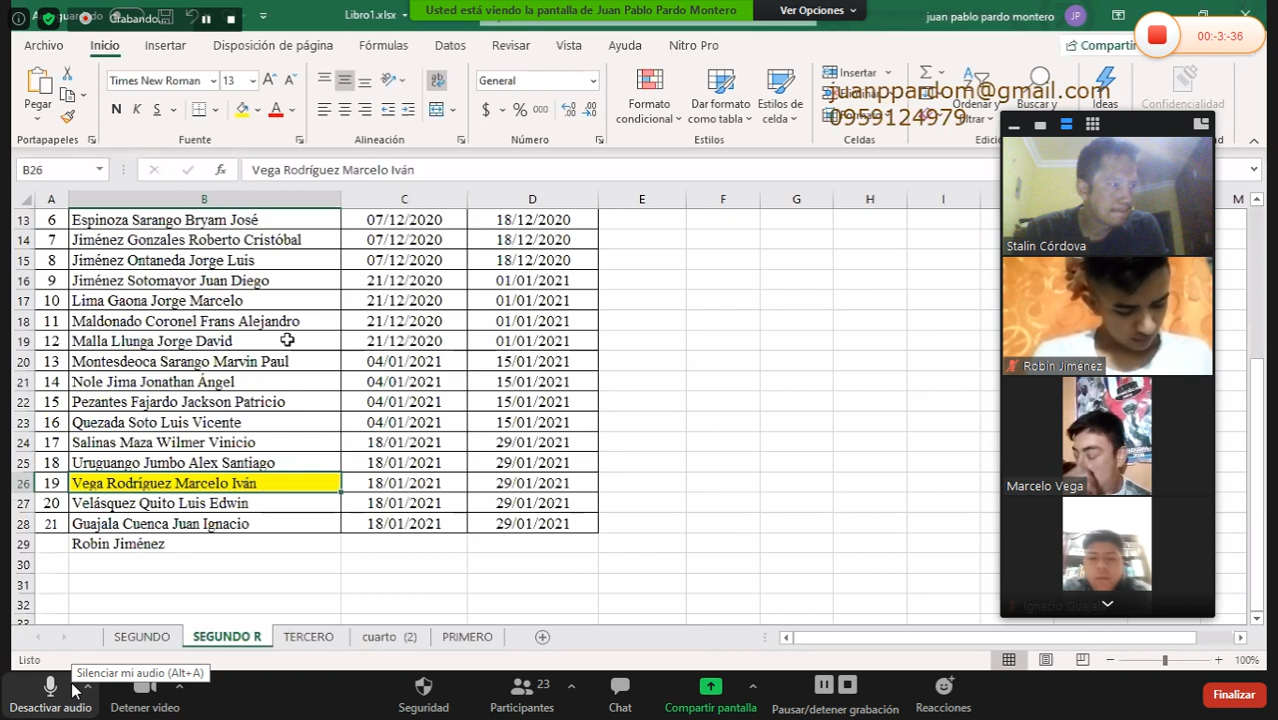 Grabando
Libro1.xlsx
Usted está viendo la pantalla de Juan Pablo Pardo Montero
Ver Opciones
juan pablo pardo montero
JP
00:-3:-36
Archivo Inicio Insertar Disposición de página Fórmulas Datos Revisar Vista Ayuda Nitro Pro
Pegar
Times New Roman 13
N K S
General
$ % 000
Formato condicional
Dar formato como tabla
Estilos de celda
Insertar
Formato
Ordenary
Buscar y
Ideas
Confidencialidad
juanppardom@gmail.com
0959124979
Portapapeles Fuente Alineación Número Estilos Celdas
B26 fx Vega Rodríguez Marcelo Iván
A B C D E F G H I M
13 6 Espinoza Sarango Bryam José 07/12/2020 18/12/2020
14 7 Jiménez Gonzales Roberto Cristóbal 07/12/2020 18/12/2020
15 8 Jiménez Ontaneda Jorge Luis 07/12/2020 18/12/2020
16 9 Jiménez Sotomayor Juan Diego 21/12/2020 01/01/2021
17 10 Lima Gaona Jorge Marcelo 21/12/2020 01/01/2021
18 11 Maldonado Coronel Frans Alejandro 21/12/2020 01/01/2021
19 12 Malla Llunga Jorge David 21/12/2020 01/01/2021
20 13 Montesdeoca Sarango Marvin Paul 04/01/2021 15/01/2021
21 14 Nole Jima Jonathan Ángel 04/01/2021 15/01/2021
22 15 Pezantes Fajardo Jackson Patricio 04/01/2021 15/01/2021
23 16 Quezada Soto Luis Vicente 04/01/2021 15/01/2021
24 17 Salinas Maza Wilmer Vinicio 18/01/2021 29/01/2021
25 18 Uruguango Jumbo Alex Santiago 18/01/2021 29/01/2021
26 19 Vega Rodríguez Marcelo Iván 18/01/2021 29/01/2021
27 20 Velásquez Quito Luis Edwin 18/01/2021 29/01/2021
28 21 Guajala Cuenca Juan Ignacio 18/01/2021 29/01/2021
29 Robin Jiménez
30
31
32
Stalin Córdova
Robin Jiménez
Marcelo Vega
SEGUNDO SEGUNDO R TERCERO cuarto (2) PRIMERO
Listo
100%
Silenciar mi audio (Alt+A)
23
Desactivar audio
Detener video
Seguridad
Participantes
Chat
Compartir pantalla
Pausar/detener grabación
Reacciones
Finalizar